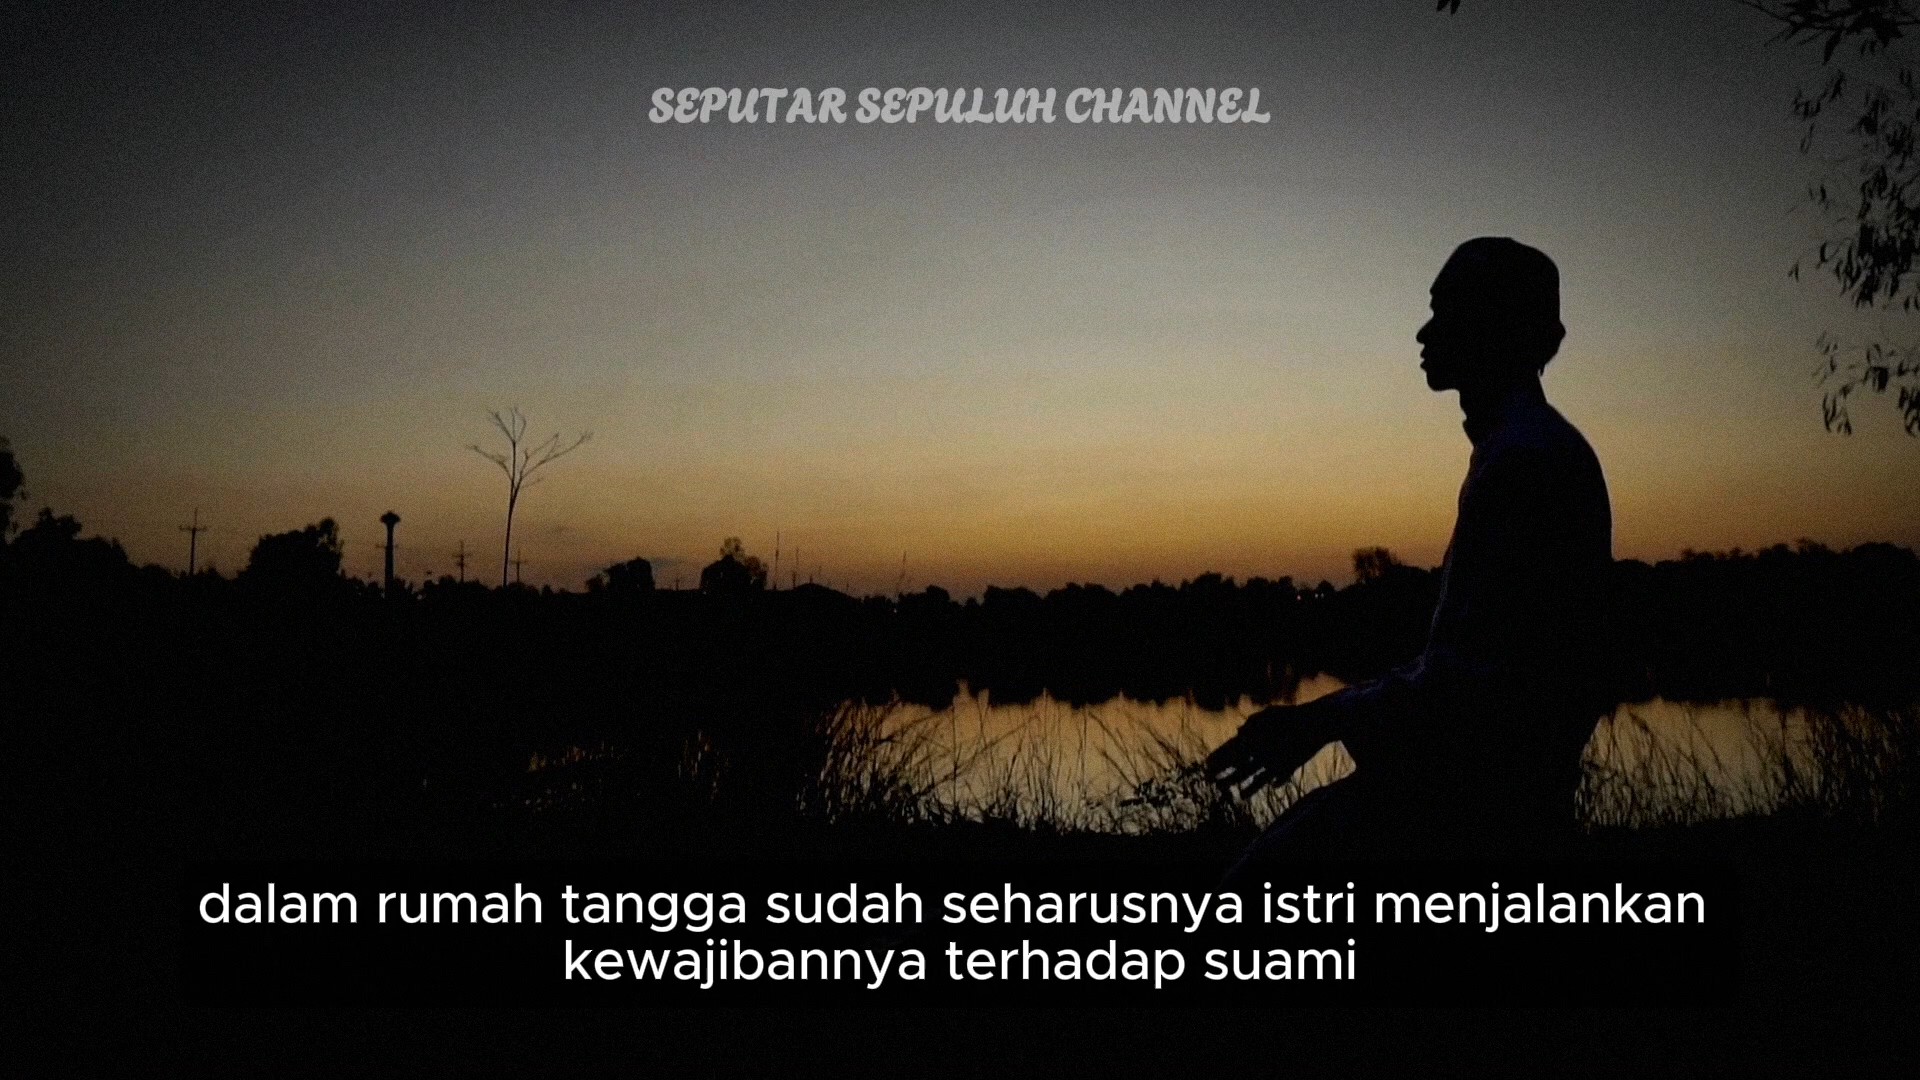 SEPUTAR SEPULUH CHANNEL
dalam rumah tangga sudah seharusnya istri menjalankan
kewajibannya terhadap suami